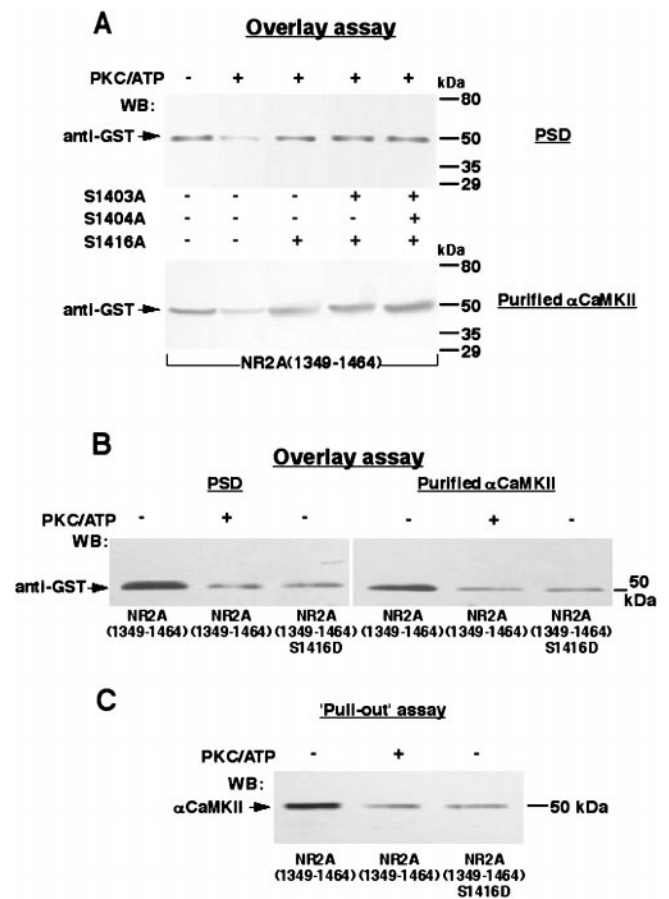 A
Overlay assay
PKC/ATP - + + + +
kDa
WB:
80
anti-GST 50 PSD
35
29
S1403A - - - + +
S1404A - - - - +
S1416A - - + + +
kDa
80
anti-GST 50 Purified αCaMKII
35
29
NR2A(1349-1464)
B
Overlay assay
PSD Purified αCaMKII
PKC/ATP - + - - + -
WB:
anti-GST 50
kDa
NR2A NR2A NR2A NR2A NR2A NR2A
(1349-1464) (1349-1464) (1349-1464) (1349-1464) (1349-1464) (1349-1464)
S1416D S1416D
C
'Pull-out' assay
PKC/ATP - + -
WB:
αCaMKII 50 kDa
NR2A NR2A NR2A
(1349-1464) (1349-1464) (1349-1464)
S1416D